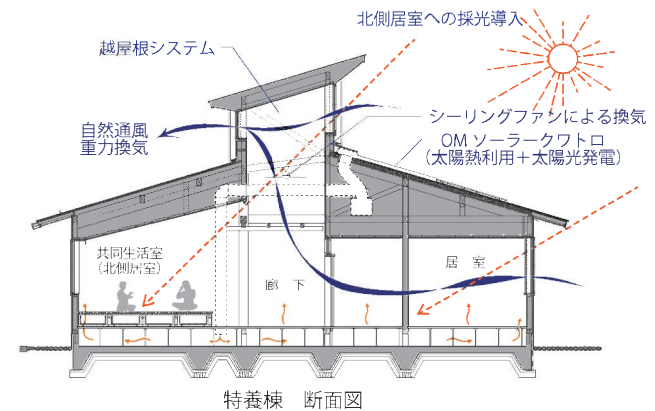 北側居室への採光導入
越屋根システム
シーリングファンによる換気
自然通風
重力換気
OMソーラークワトロ
(太陽熱利用+太陽光発電)
共同生活室
(北側居室)
廊 下
居 室
特養棟 断面図